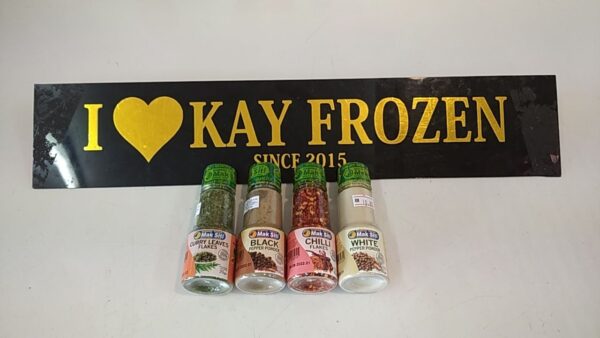 I ♥ KAY FROZEN
SINCE 2015
Mak Siti
CURRY LEAVES
FLAKES
Mak Siti
BLACK
PEPPER POWDER
Mak Siti
CHILLI
FLAKES
Mak Siti
WHITE
PEPPER POWDER